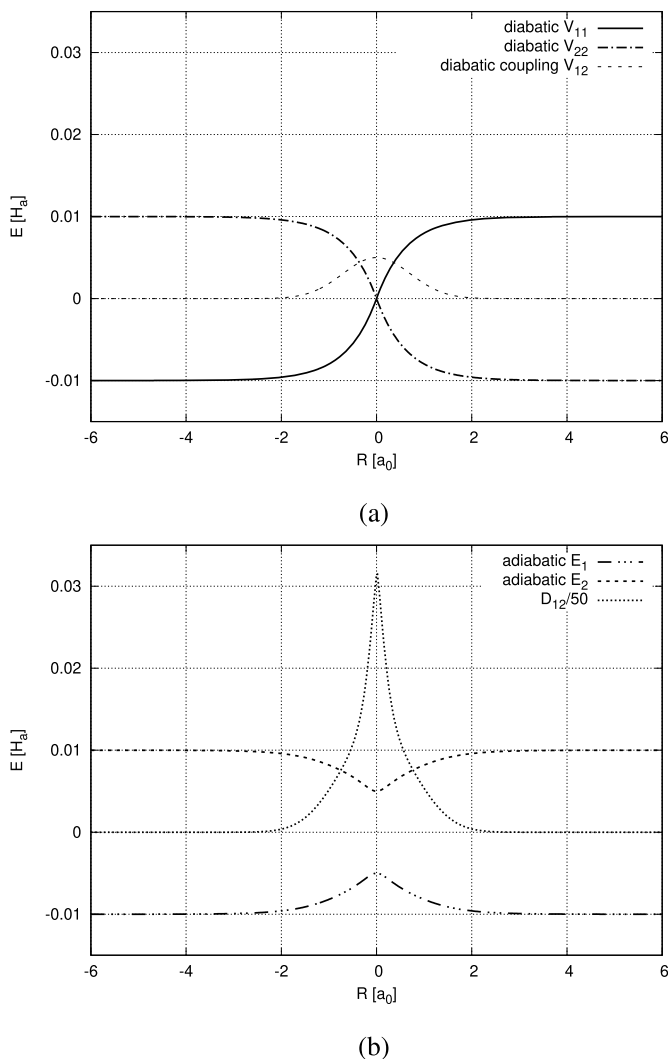 diabatic V11
diabatic V22
diabatic coupling V12
0.03
0.02
0.01
0
-0.01
E [Ha]
-6 -4 -2 0 2 4 6
R [a0]
(a)
adiabatic E1
adiabatic E2
D12/50
0.03
0.02
0.01
0
-0.01
E [Ha]
-6 -4 -2 0 2 4 6
R [a0]
(b)